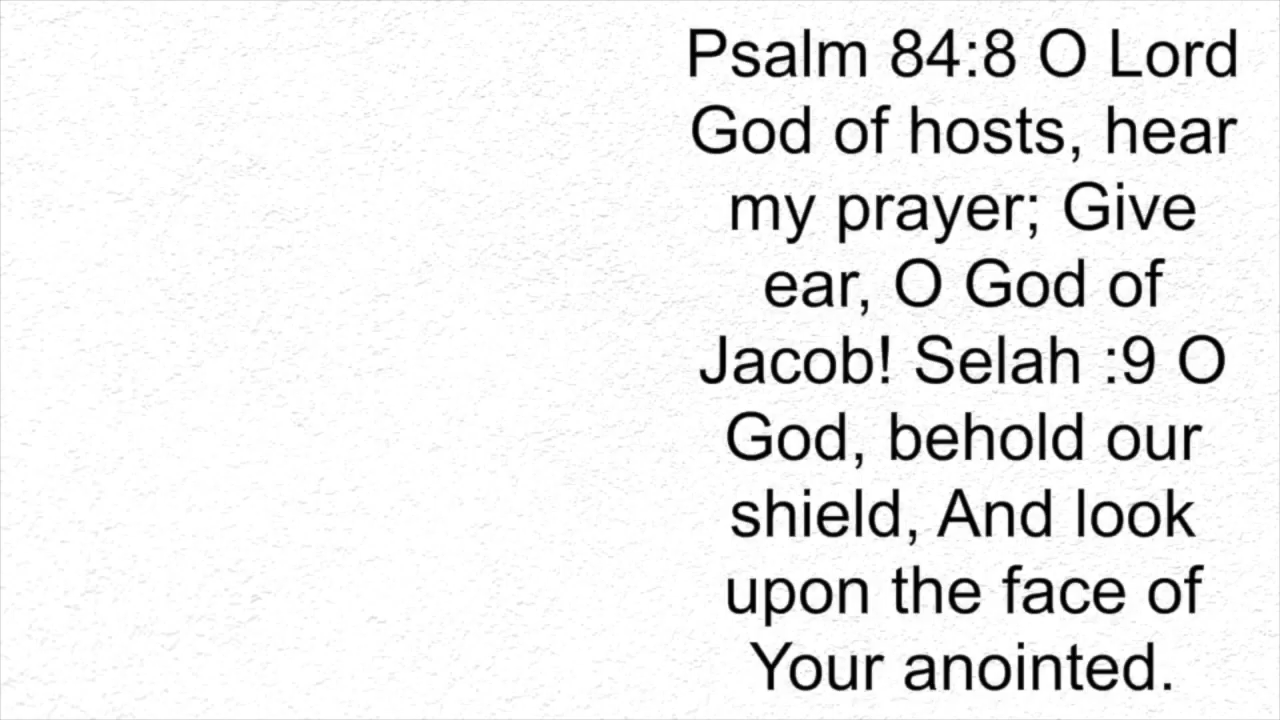 Psalm 84:8 O Lord
God of hosts, hear
my prayer; Give
ear, O God of
Jacob! Selah :9 O
God, behold our
shield, And look
upon the face of
Your anointed.